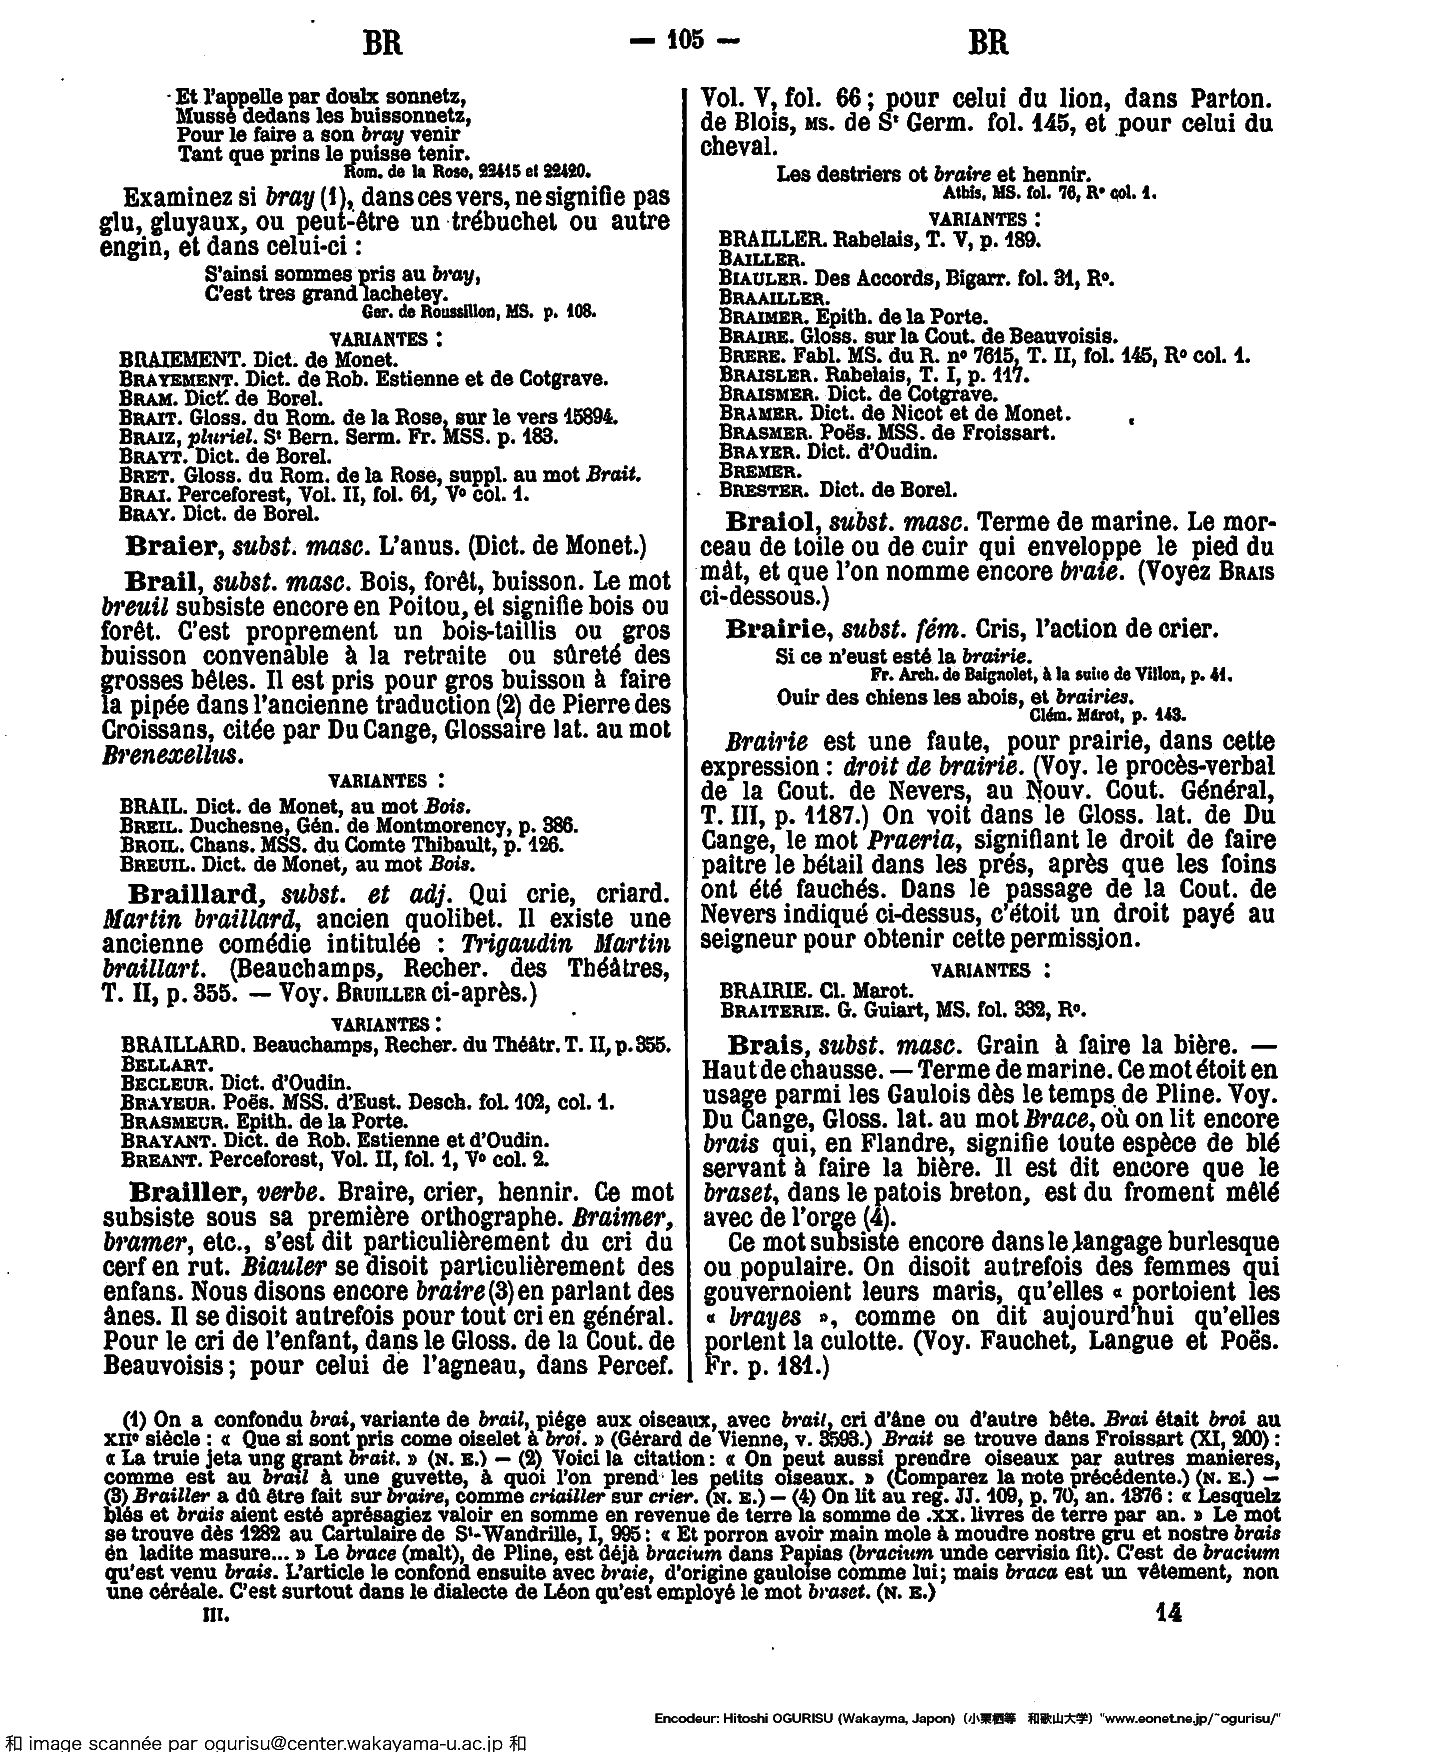 BR — 105 — BR
Et l'appelle par doulx sonnetz,
Musse dedans les buissonnetz,
Pour le faire a son bray venir
Tant que prins le puisse tenir.
Rom. de la Rose, 22415 et 22420.
Examinez si bray (1), dans ces vers, ne signifie pas
glu, gluyaux, ou peut-être un trébuchet ou autre
engin, et dans celui-ci :
S'ainsi sommes pris au bray,
C'est tres grand lachetey.
Ger. de Roussillon, MS. p. 108.
VARIANTES :
BRAIEMENT. Dict. de Monet.
BRAYEMENT. Dict. de Rob. Estienne et de Cotgrave.
BRAM. Dict. de Borel.
BRAIT. Gloss. du Rom. de la Rose, sur le vers 15894.
BRAIZ, pluriel. St Bern. Serm. Fr. MSS. p. 183.
BRAYT. Dict. de Borel.
BRET. Gloss. du Rom. de la Rose, suppl. au mot Brait.
BRAI. Perceforest, Vol. II, fol. 61, Vo col. 1.
BRAY. Dict. de Borel.
Braier, subst. masc. L'anus. (Dict. de Monet.)
Brail, subst. masc. Bois, forêt, buisson. Le mot
breuil subsiste encore en Poitou, et signifie bois ou
forêt. C'est proprement un bois-taillis ou gros
buisson convenable à la retraite ou sûreté des
grosses bêtes. Il est pris pour gros buisson à faire
la pipée dans l'ancienne traduction (2) de Pierre des
Croissans, citée par Du Cange, Glossaire lat. au mot
Brenexellus.
VARIANTES :
BRAIL. Dict. de Monet, au mot Bois.
BREIL. Duchesne, Gén. de Montmorency, p. 386.
BROIL. Chans. MSS. du Comte Thibault, p. 126.
BREUIL. Dict. de Monet, au mot Bois.
Braillard, subst. et adj. Qui crie, criard.
Martin braillard, ancien quolibet. Il existe une
ancienne comédie intitulée : Trigaudin Martin
braillart. (Beauchamps, Recher. des Théâtres,
T. II, p. 355. — Voy. BRUILLER ci-après.)
VARIANTES :
BRAILLARD. Beauchamps, Recher. du Théâtr. T. II, p. 355.
BELLART.
BECLEUR. Dict. d'Oudin.
BRAYEUR. Poës. MSS. d'Eust. Desch. fol. 102, col. 1.
BRASMEUR. Epith. de la Porte.
BRAYANT. Dict. de Rob. Estienne et d'Oudin.
BREANT. Perceforest, Vol. II, fol. 1, Vo col. 2.
Brailler, verbe. Braire, crier, hennir. Ce mot
subsiste sous sa première orthographe. Braimer,
bramer, etc., s'est dit particulièrement du cri du
cerf en rut. Biauler se disoit particulièrement des
enfans. Nous disons encore braire (3) en parlant des
ânes. Il se disoit autrefois pour tout cri en général.
Pour le cri de l'enfant, dans le Gloss. de la Cout. de
Beauvoisis ; pour celui de l'agneau, dans Percef.
Vol. V, fol. 66 ; pour celui du lion, dans Parton.
de Blois, MS. de St Germ. fol. 145, et pour celui du
cheval.
Les destriers ot braire et hennir.
Athis, MS. fol. 76, Ro col. 1.
VARIANTES :
BRAILLER. Rabelais, T. V, p. 189.
BAILLER.
BIAULER. Des Accords, Bigarr. fol. 31, Ro.
BRAAILLER.
BRAIMER. Epith. de la Porte.
BRAIRE. Gloss. sur la Cout. de Beauvoisis.
BRERE. Fabl. MS. du R. no 7615, T. II, fol. 145, Ro col. 1.
BRAISLER. Rabelais, T. I, p. 117.
BRAISMER. Dict. de Cotgrave.
BRAMER. Dict. de Nicot et de Monet.
BRASMER. Poës. MSS. de Froissart.
BRAYER. Dict. d'Oudin.
BREMER.
BRESTER. Dict. de Borel.
Braiol, subst. masc. Terme de marine. Le mor-
ceau de toile ou de cuir qui enveloppe le pied du
mât, et que l'on nomme encore braie. (Voyez BRAIS
ci-dessous.)
Brairie, subst. fém. Cris, l'action de crier.
Si ce n'eust esté la brairie.
Fr. Arch. de Baignolet, à la suite de Villon, p. 41.
Ouir des chiens les abois, et brairies.
Clém. Marot, p. 143.
Brairie est une faute, pour prairie, dans cette
expression : droit de brairie. (Voy. le procès-verbal
de la Cout. de Nevers, au Nouv. Cout. Général,
T. III, p. 1187.) On voit dans le Gloss. lat. de Du
Cange, le mot Praeria, signifiant le droit de faire
paitre le bétail dans les prés, après que les foins
ont été fauchés. Dans le passage de la Cout. de
Nevers indiqué ci-dessus, c'étoit un droit payé au
seigneur pour obtenir cette permission.
VARIANTES :
BRAIRIE. Cl. Marot.
BRAITERIE. G. Guiart, MS. fol. 332, Ro.
Brais, subst. masc. Grain à faire la bière. —
Haut de chausse. — Terme de marine. Ce mot étoit en
usage parmi les Gaulois dès le temps de Pline. Voy.
Du Cange, Gloss. lat. au mot Brace, où on lit encore
brais qui, en Flandre, signifie toute espèce de blé
servant à faire la bière. Il est dit encore que le
braset, dans le patois breton, est du froment mêlé
avec de l'orge (4).
Ce mot subsiste encore dans le langage burlesque
ou populaire. On disoit autrefois des femmes qui
gouvernoient leurs maris, qu'elles « portoient les
« brayes », comme on dit aujourd'hui qu'elles
portent la culotte. (Voy. Fauchet, Langue et Poës.
Fr. p. 181.)
(1) On a confondu brai, variante de brail, piége aux oiseaux, avec brait, cri d'âne ou d'autre bête. Brai était broi au
XIIe siècle : « Que si sont pris come oiselet à broi. » (Gérard de Vienne, v. 3593.) Brait se trouve dans Froissart (XI, 200) :
« La truie jeta ung grant brait. » (N. E.) — (2) Voici la citation : « On peut aussi prendre oiseaux par autres manieres,
comme est au brail à une guvette, à quoi l'on prend les petits oiseaux. » (Comparez la note précédente.) (N. E.) —
(3) Brailler a dû être fait sur braire, comme criailler sur crier. (N. E.) — (4) On lit au reg. JJ. 109, p. 70, an. 1376 : « Lesquelz
blés et brais aient esté aprésagiez valoir en somme en revenue de terre la somme de .xx. livres de terre par an. » Le mot
se trouve dès 1282 au Cartulaire de St-Wandrille, I, 995 : « Et porron avoir main mole à moudre nostre gru et nostre brais
en ladite masure... » Le brace (malt), de Pline, est déjà bracium dans Papias (bracium unde cervisia fit). C'est de bracium
qu'est venu brais. L'article le confond ensuite avec braie, d'origine gauloise comme lui ; mais braca est un vêtement, non
une céréale. C'est surtout dans le dialecte de Léon qu'est employé le mot braset. (N. E.)
III. 14
Encodeur: Hitoshi OGURISU (Wakayma, Japon) (小栗栖等 和歌山大学) "www.eonet.ne.jp/~ogurisu/"
和 image scannée par ogurisu@center.wakayama-u.ac.jp 和